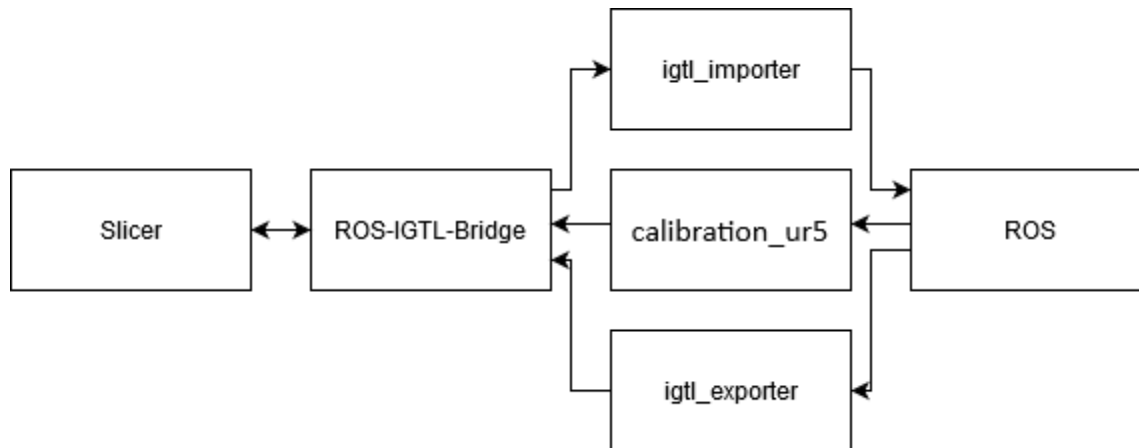 igtl_importer
Slicer
ROS-IGTL-Bridge
calibration_ur5
ROS
igtl_exporter